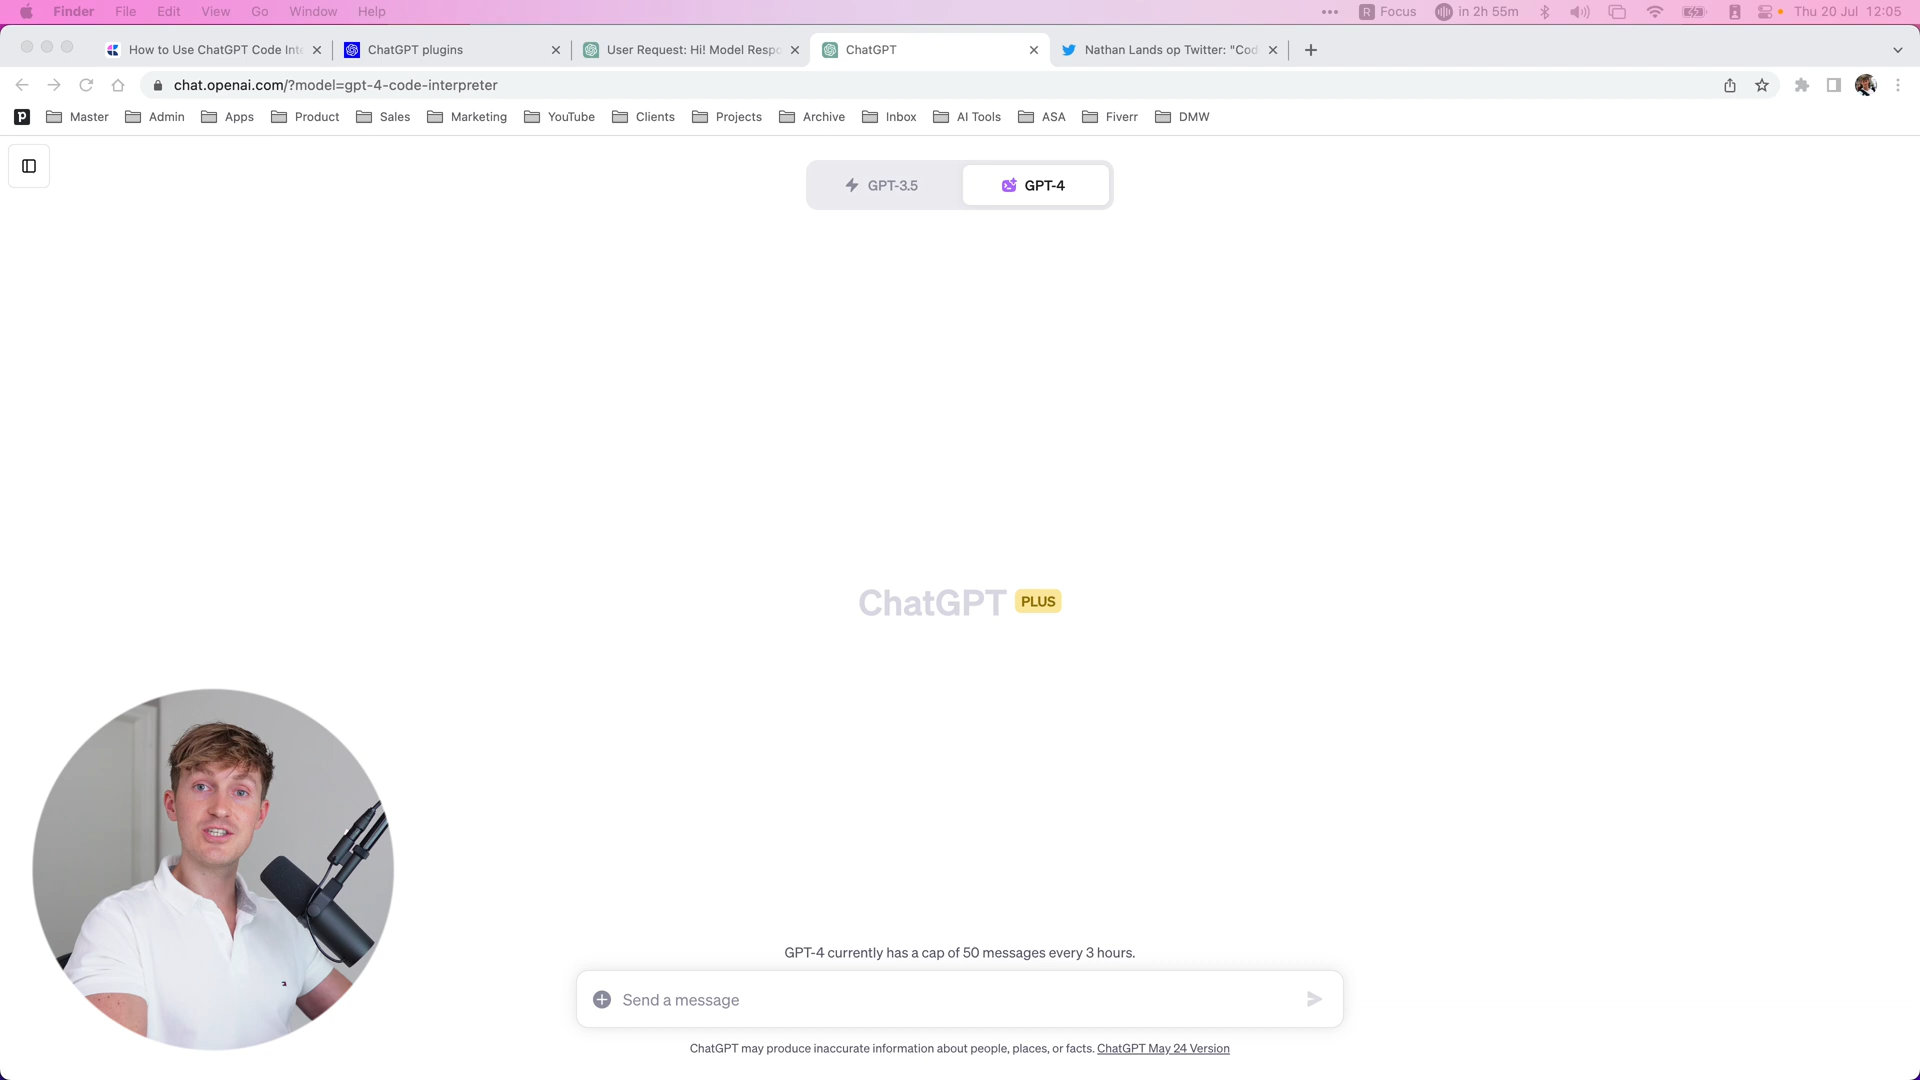 Finder File Edit View Go Window Help ••• R Focus in 2h 55m Thu 20 Jul 12:05
How to Use ChatGPT Code Inte ChatGPT plugins User Request: Hi! Model Respo ChatGPT Nathan Lands op Twitter: "Cod
chat.openai.com/?model=gpt-4-code-interpreter
P Master Admin Apps Product Sales Marketing YouTube Clients Projects Archive Inbox AI Tools ASA Fiverr DMW
GPT-3.5 GPT-4
ChatGPT PLUS
GPT-4 currently has a cap of 50 messages every 3 hours.
Send a message
ChatGPT may produce inaccurate information about people, places, or facts. ChatGPT May 24 Version